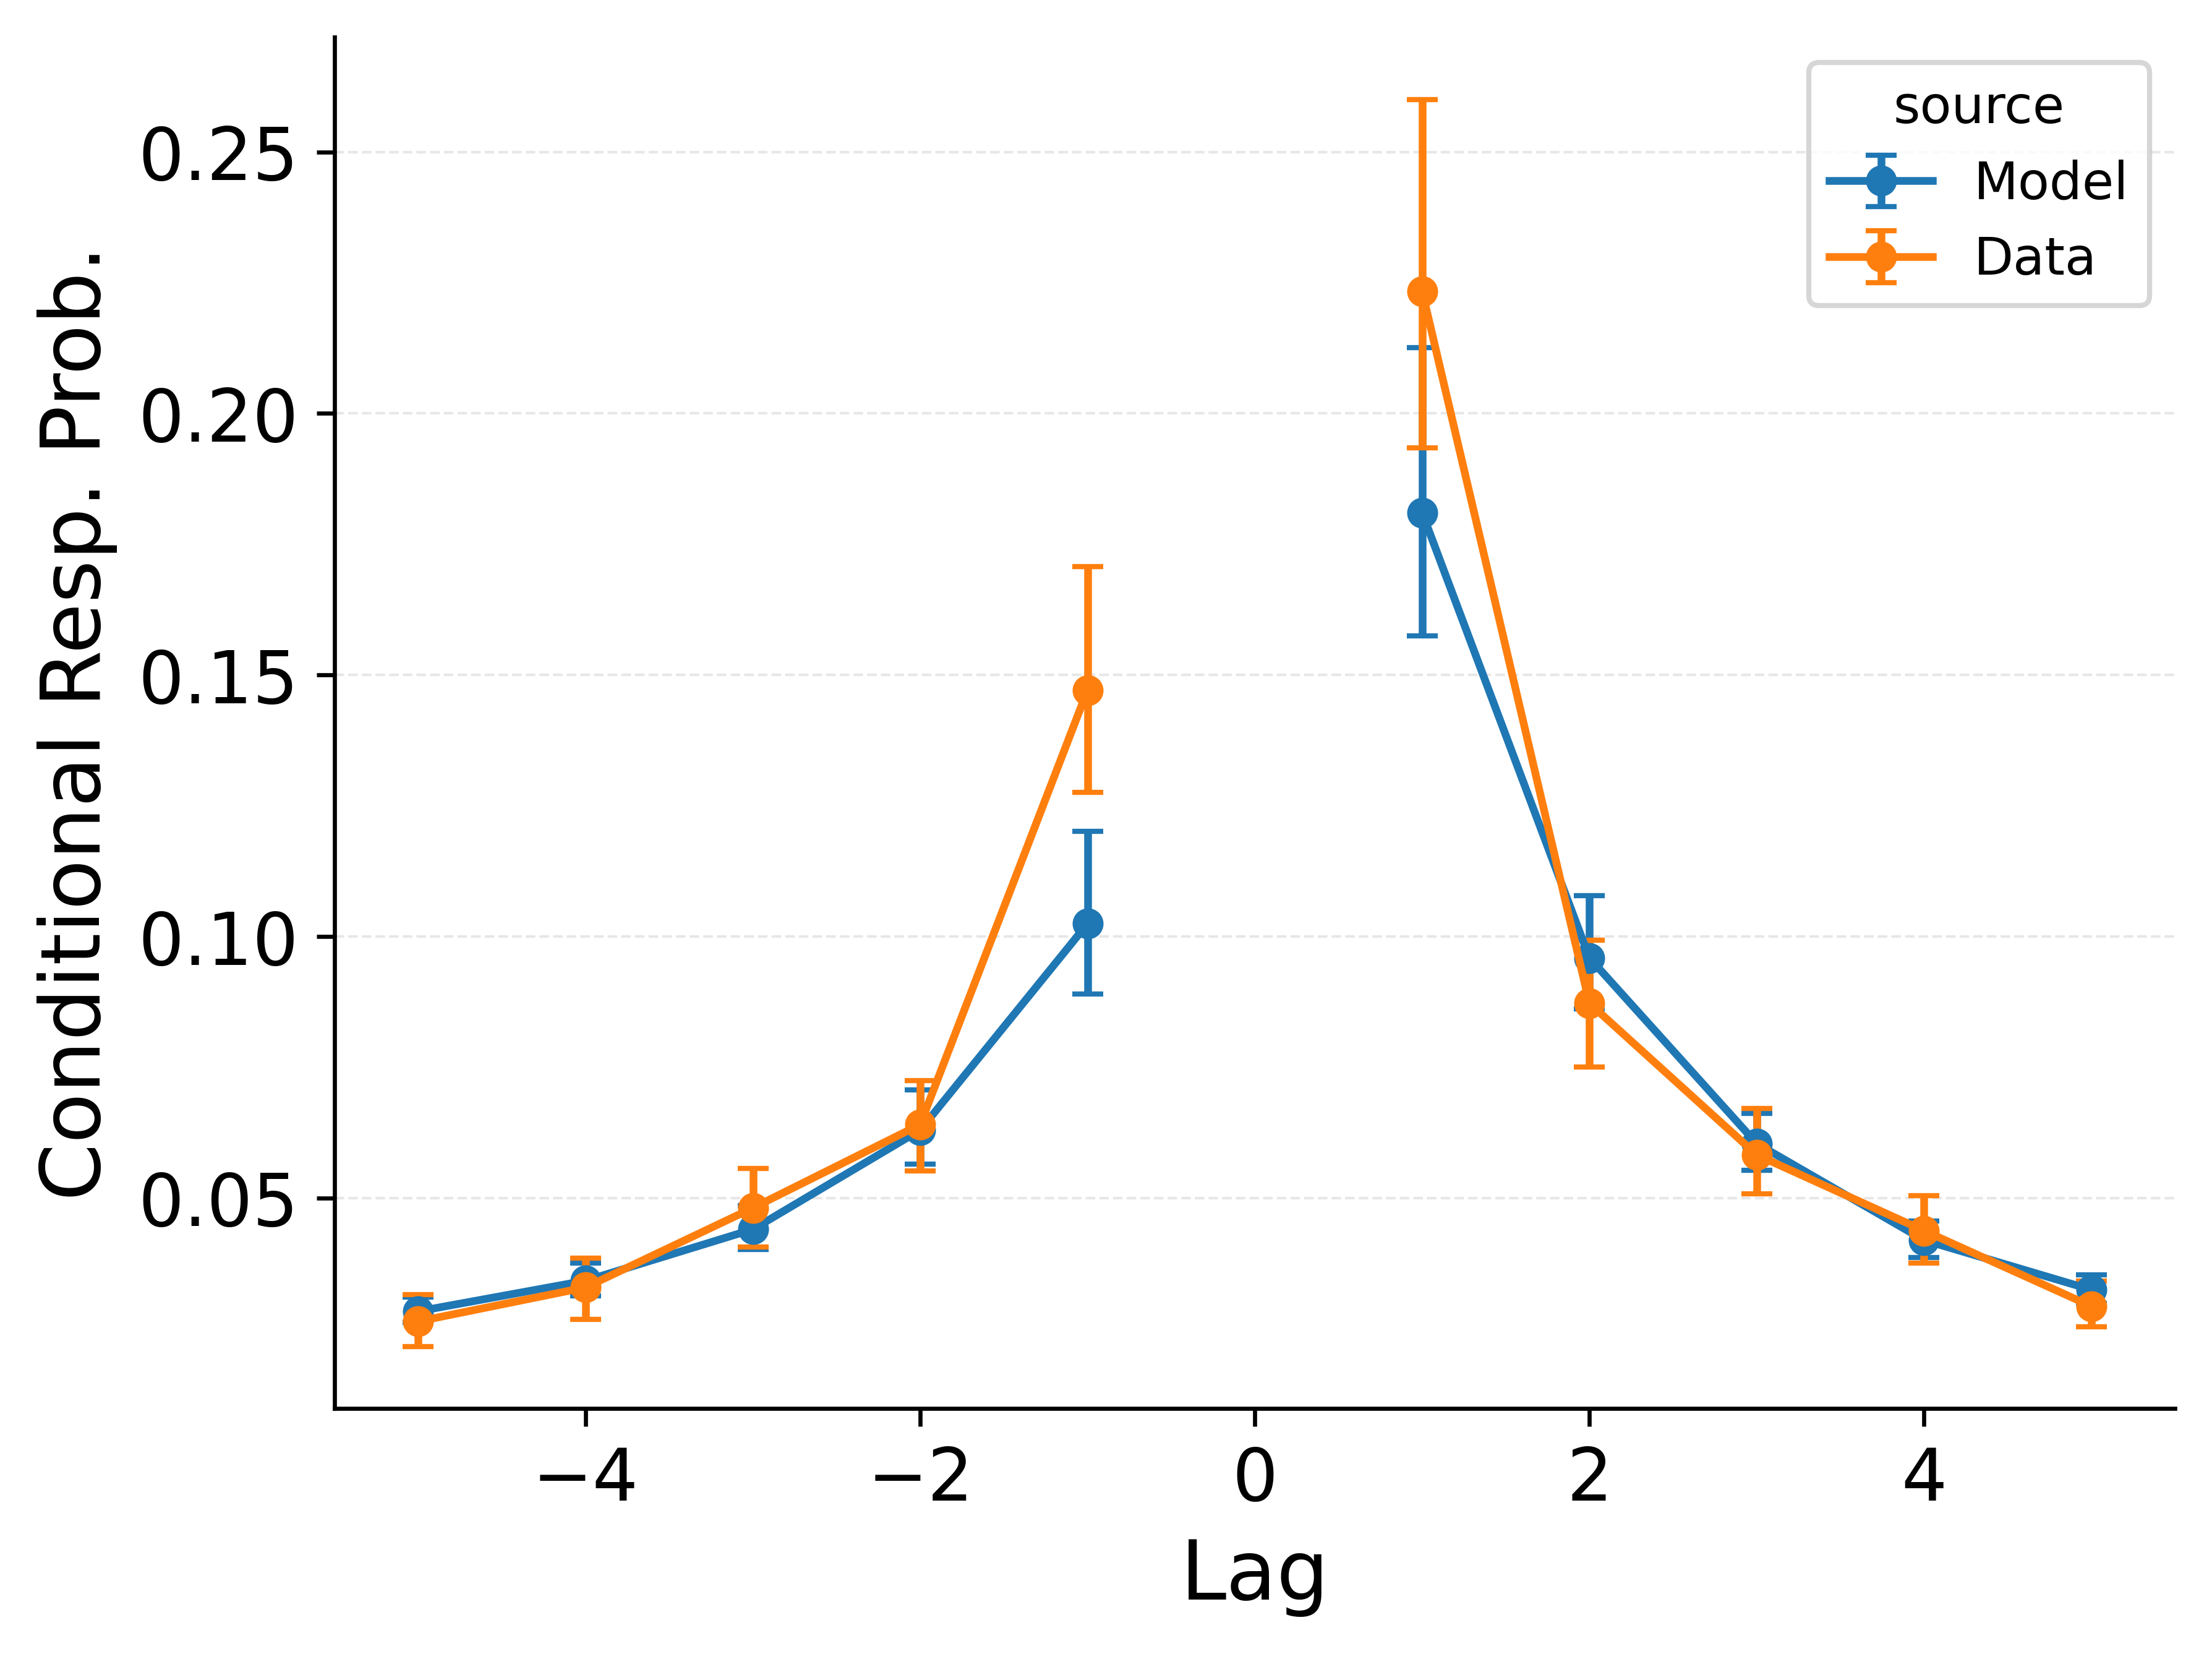 source
Model
Data
Conditional Resp. Prob.
0.25
0.20
0.15
0.10
0.05
−4
−2
0
2
4
Lag